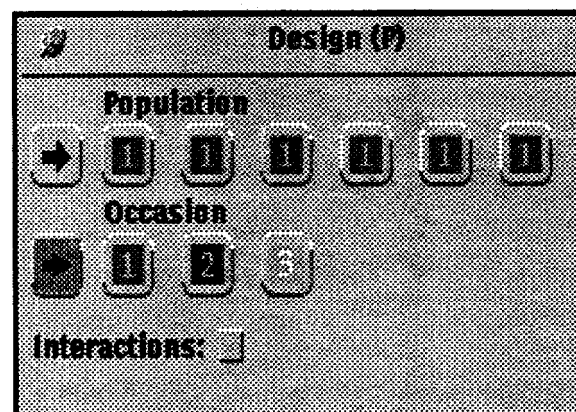 Design (P)
Population
1 1 1 1 1 1
Occasion
1 2 3
Interactions: